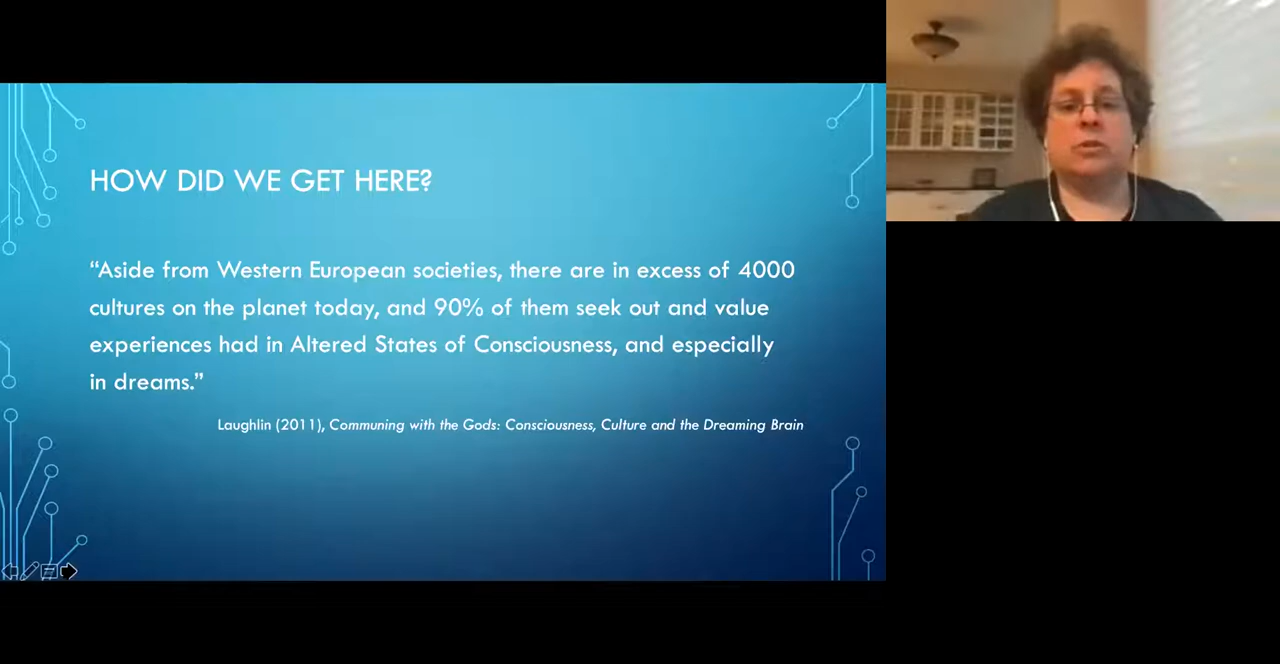 HOW DID WE GET HERE?
“Aside from Western European societies, there are in excess of 4000
cultures on the planet today, and 90% of them seek out and value
experiences had in Altered States of Consciousness, and especially
in dreams.”
Laughlin (2011), Communing with the Gods: Consciousness, Culture and the Dreaming Brain